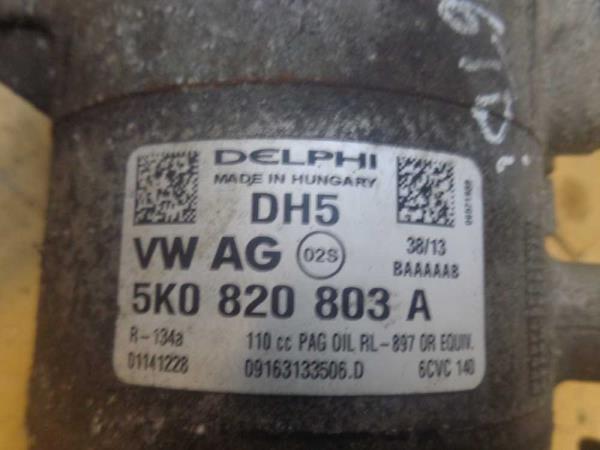 DELPHI
MADE IN HUNGARY
DH5
VW AG 02S 38/13
BAAAAAB
5K0 820 803 A
R-134a 110 cc PAG OIL RL-897 OR EQUIV.
01141228 09163133506.D 6CVC 140